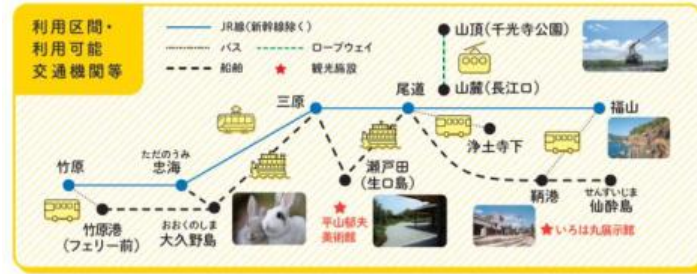 利用区間・
利用可能
交通機関等
JR線(新幹線除く)
バス
ロープウェイ
船舶
観光施設
山頂(千光寺公園)
山麓(長江口)
三原
尾道
福山
浄土寺下
ただのうみ
忠海
竹原
瀬戸田
(生口島)
鞆港
せんすいじま
仙酔島
竹原港
(フェリー前)
おおくのしま
大久野島
平山郁夫
美術館
いろは丸展示館